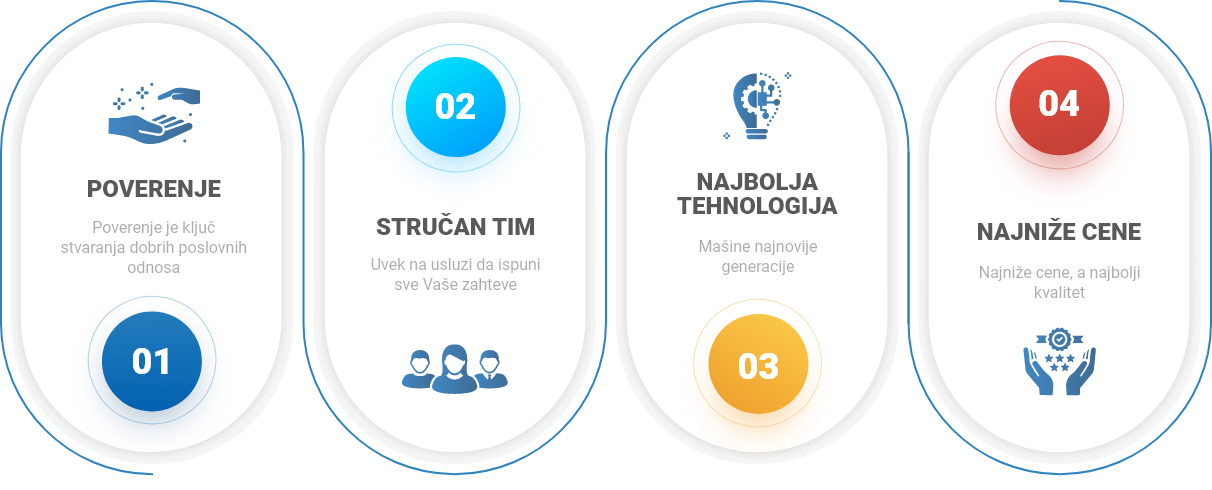 POVERENJE
Poverenje je ključ
stvaranja dobrih poslovnih
odnosa
01
02
STRUČAN TIM
Uvek na usluzi da ispuni
sve Vaše zahteve
NAJBOLJA
TEHNOLOGIJA
Mašine najnovije
generacije
03
04
NAJNIŽE CENE
Najniže cene, a najbolji
kvalitet